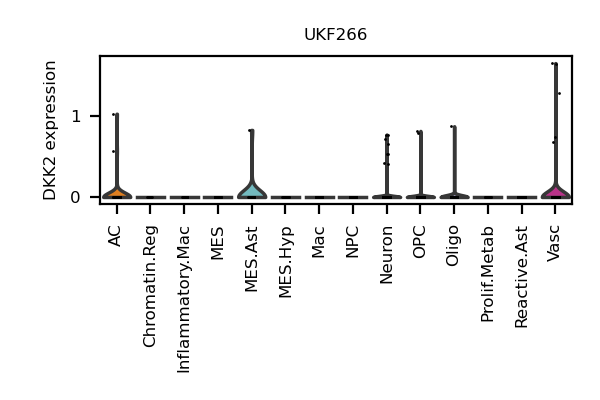 UKF266
DKK2 expression
1
0
AC
Chromatin.Reg
Inflammatory.Mac
MES
MES.Ast
MES.Hyp
Mac
NPC
Neuron
OPC
Oligo
Prolif.Metab
Reactive.Ast
Vasc